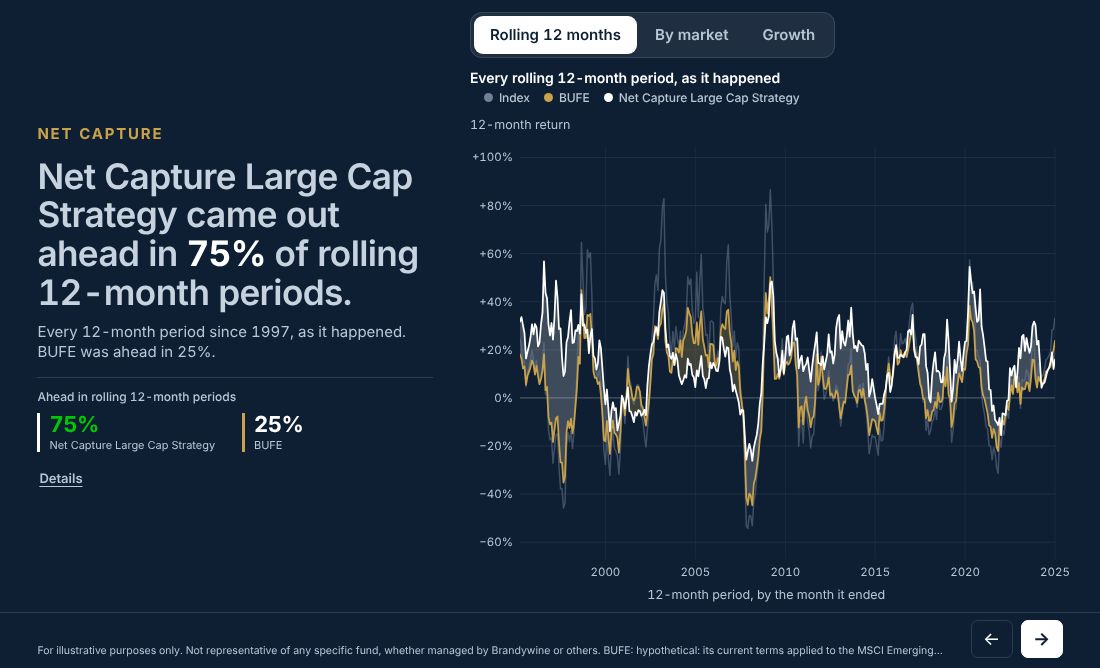 Rolling 12 months
By market
Growth
Every rolling 12-month period, as it happened
Index
BUFE
Net Capture Large Cap Strategy
12-month return
NET CAPTURE
Net Capture Large Cap
Strategy came out
ahead in 75% of rolling
12-month periods.
Every 12-month period since 1997, as it happened.
BUFE was ahead in 25%.
Ahead in rolling 12-month periods
75%
Net Capture Large Cap Strategy
25%
BUFE
Details
+100%
+80%
+60%
+40%
+20%
0%
−20%
−40%
−60%
2000
2005
2010
2015
2020
2025
12-month period, by the month it ended
For illustrative purposes only. Not representative of any specific fund, whether managed by Brandywine or others. BUFE: hypothetical: its current terms applied to the MSCI Emerging...